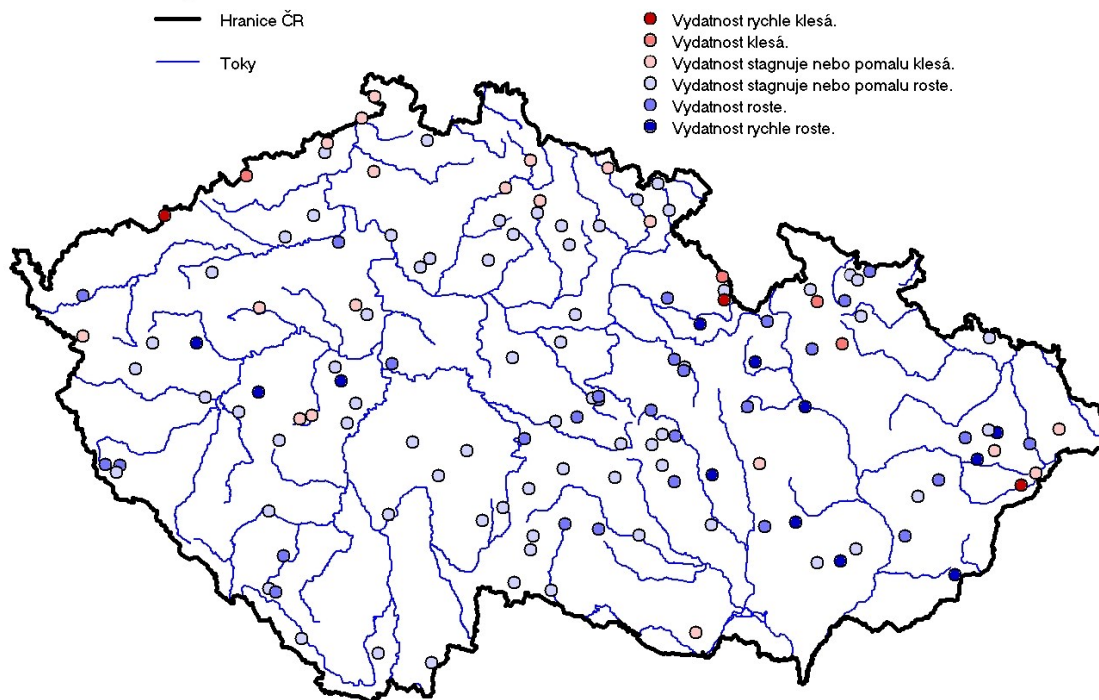 Hranice ČR
Toky
Vydatnost rychle klesá.
Vydatnost klesá.
Vydatnost stagnuje nebo pomalu klesá.
Vydatnost stagnuje nebo pomalu roste.
Vydatnost roste.
Vydatnost rychle roste.